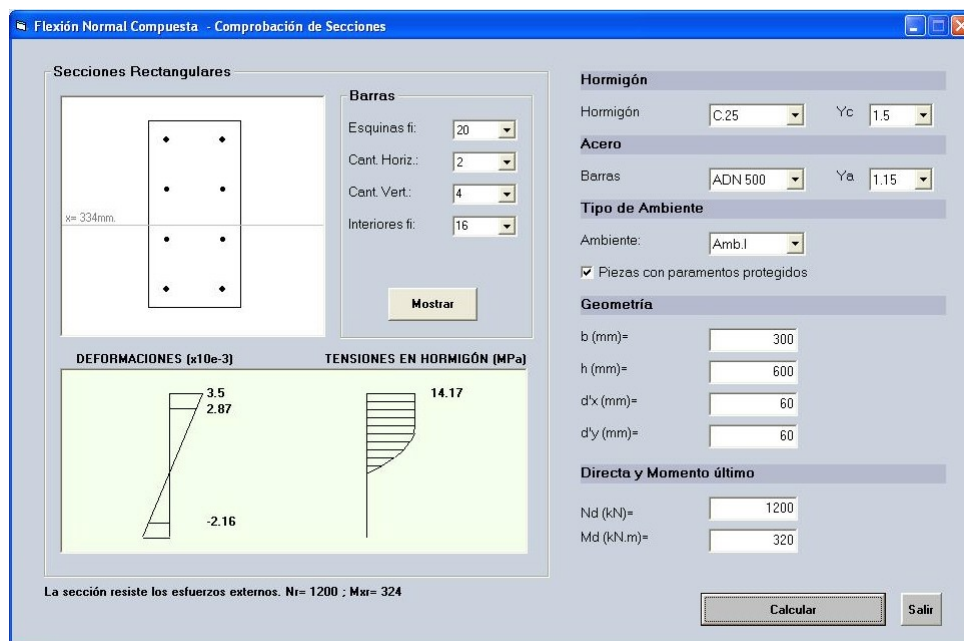 Flexión Normal Compuesta - Comprobación de Secciones
Secciones Rectangulares
x= 334mm.
Barras
Esquinas fi: 20
Cant. Horiz.: 2
Cant. Vert.: 4
Interiores fi: 16
Mostrar
DEFORMACIONES (x10e-3)
3.5
2.87
-2.16
TENSIONES EN HORMIGÓN (MPa)
14.17
La sección resiste los esfuerzos externos. Nr= 1200 ; Mxr= 324
Hormigón
Hormigón C.25 Yc 1.5
Acero
Barras ADN 500 Ya 1.15
Tipo de Ambiente
Ambiente: Amb.I
Piezas con paramentos protegidos
Geometría
b (mm)= 300
h (mm)= 600
d'x (mm)= 60
d'y (mm)= 60
Directa y Momento último
Nd (kN)= 1200
Md (kN.m)= 320
Calcular
Salir